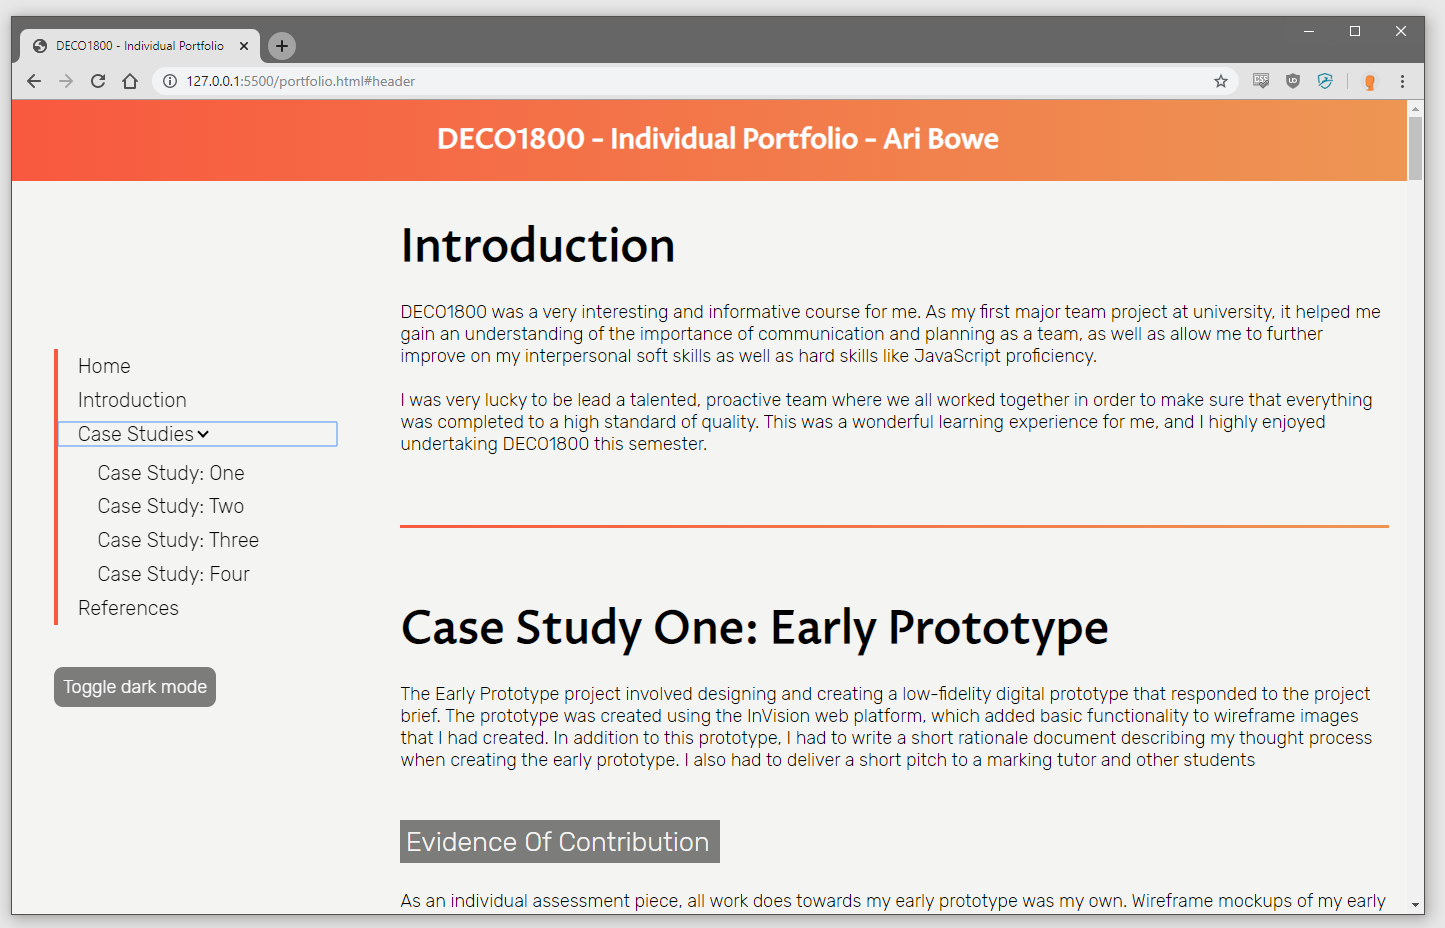 DECO1800 - Individual Portfolio
127.0.0.1:5500/portfolio.html#header
DECO1800 - Individual Portfolio - Ari Bowe
Home
Introduction
Case Studies
Case Study: One
Case Study: Two
Case Study: Three
Case Study: Four
References
Toggle dark mode
Introduction
DECO1800 was a very interesting and informative course for me. As my first major team project at university, it helped me
gain an understanding of the importance of communication and planning as a team, as well as allow me to further
improve on my interpersonal soft skills as well as hard skills like JavaScript proficiency.
I was very lucky to be lead a talented, proactive team where we all worked together in order to make sure that everything
was completed to a high standard of quality. This was a wonderful learning experience for me, and I highly enjoyed
undertaking DECO1800 this semester.
Case Study One: Early Prototype
The Early Prototype project involved designing and creating a low-fidelity digital prototype that responded to the project
brief. The prototype was created using the InVision web platform, which added basic functionality to wireframe images
that I had created. In addition to this prototype, I had to write a short rationale document describing my thought process
when creating the early prototype. I also had to deliver a short pitch to a marking tutor and other students
Evidence Of Contribution
As an individual assessment piece, all work does towards my early prototype was my own. Wireframe mockups of my early